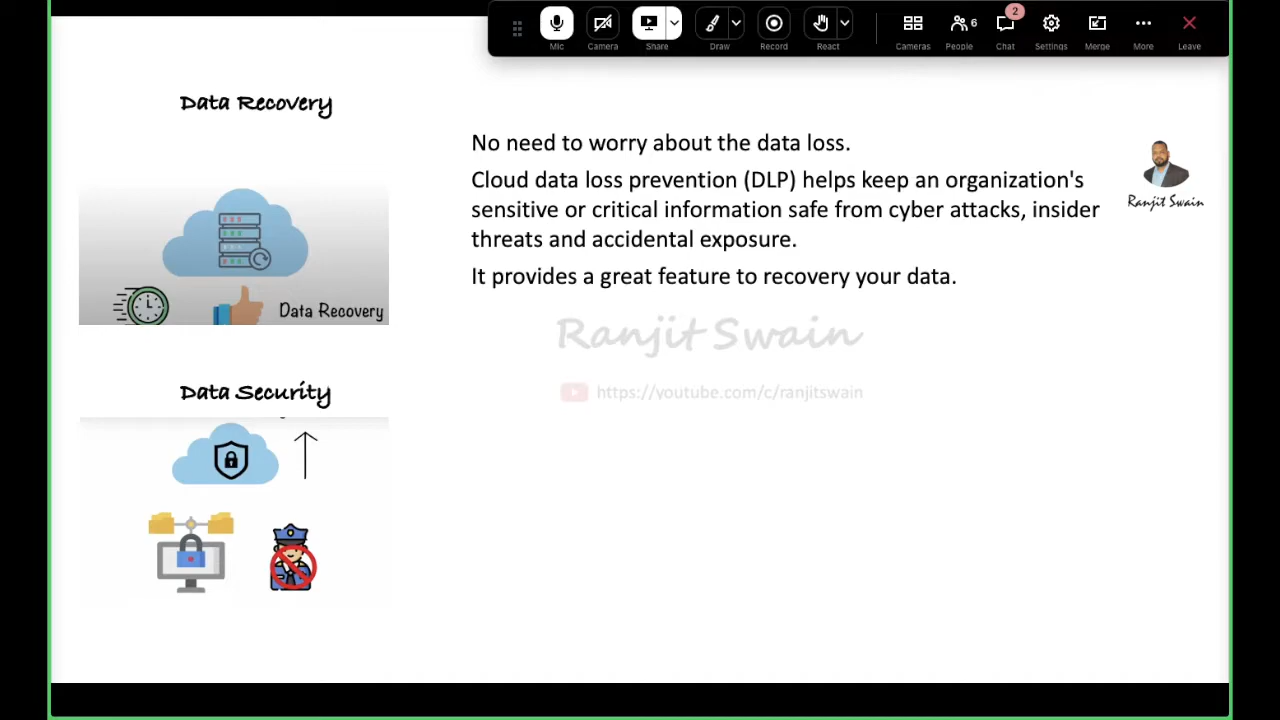 Mic
Camera
Share
Draw
Record
React
Cameras
6
People
2
Chat
Settings
Merge
More
Leave
Data Recovery
Data Recovery
No need to worry about the data loss.
Cloud data loss prevention (DLP) helps keep an organization's
sensitive or critical information safe from cyber attacks, insider
threats and accidental exposure.
It provides a great feature to recovery your data.
Ranjit Swain
Ranjit Swain
https://youtube.com/c/ranjitswain
Data Security